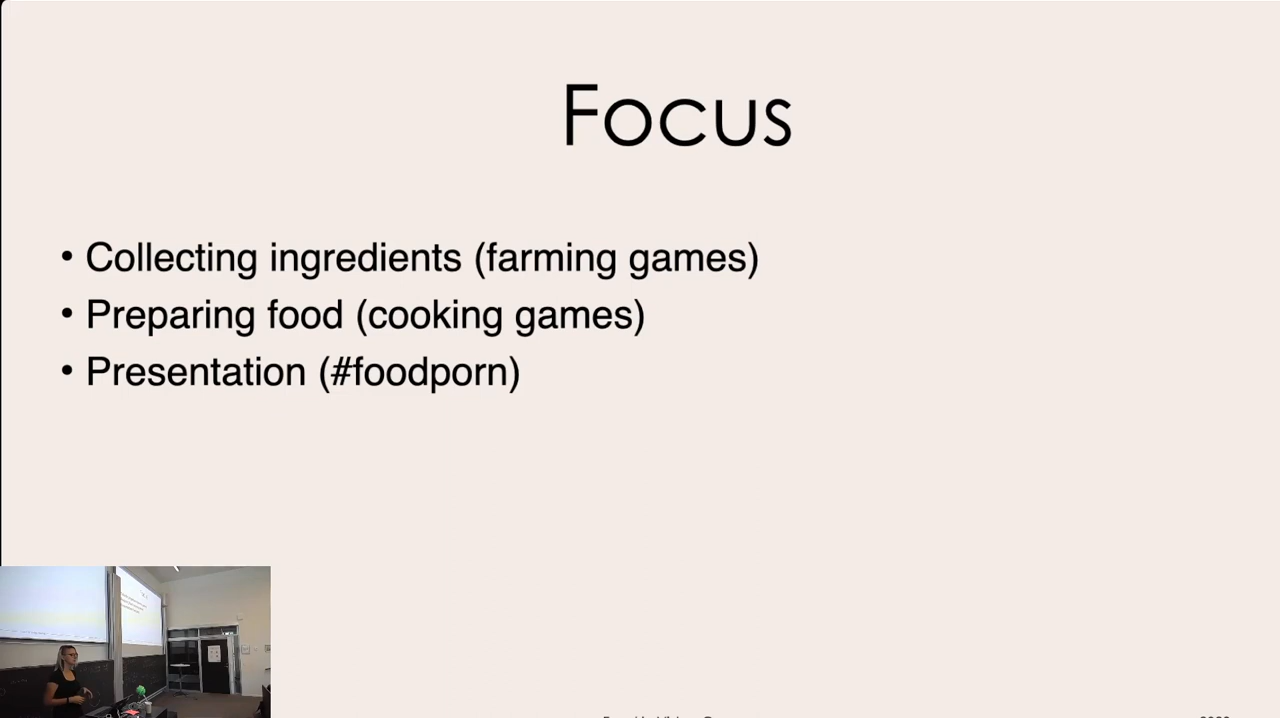 Focus
• Collecting ingredients (farming games)
• Preparing food (cooking games)
• Presentation (#foodporn)